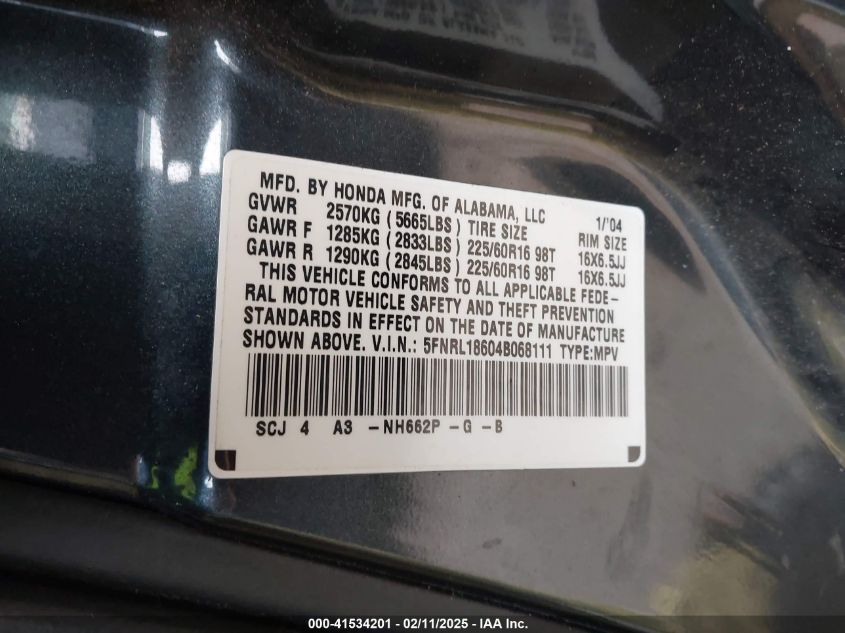 MFD. BY HONDA MFG. OF ALABAMA, LLC 1/'04
GVWR 2570KG (5665LBS) TIRE SIZE RIM SIZE
GAWR F 1285KG (2833LBS) 225/60R16 98T 16X6.5JJ
GAWR R 1290KG (2845LBS) 225/60R16 98T 16X6.5JJ
THIS VEHICLE CONFORMS TO ALL APPLICABLE FEDE-
RAL MOTOR VEHICLE SAFETY AND THEFT PREVENTION
STANDARDS IN EFFECT ON THE DATE OF MANUFACTURE
SHOWN ABOVE. V.I.N.: 5FNRL18604B068111 TYPE:MPV
SCJ 4 A3 -NH662P -G -B
000-41534201 - 02/11/2025 - IAA Inc.